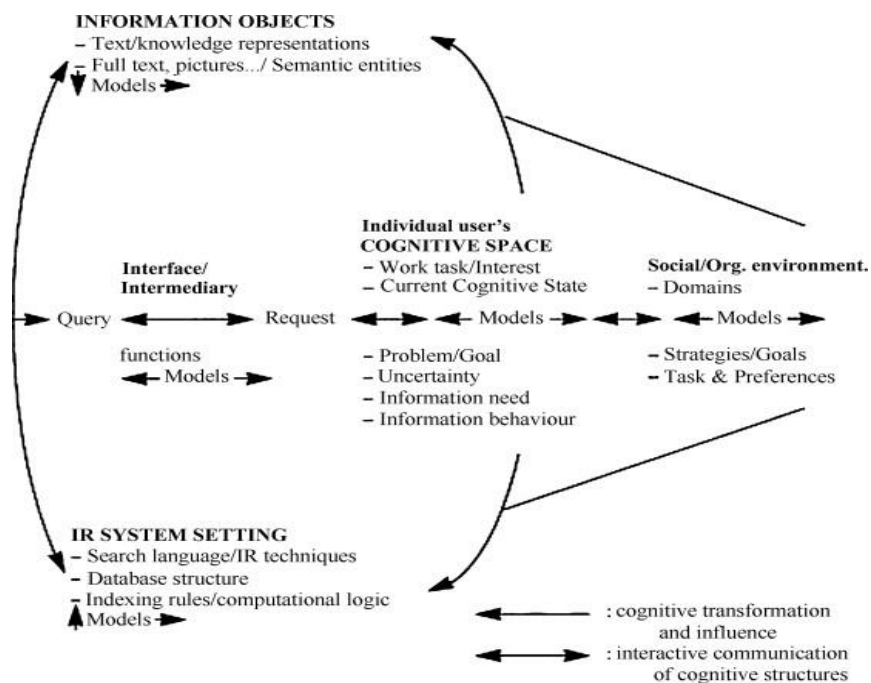 INFORMATION OBJECTS
– Text/knowledge representations
– Full text, pictures.../ Semantic entities
Models
Individual user's
COGNITIVE SPACE
– Work task/Interest
– Current Cognitive State
Interface/
Intermediary
Social/Org. environment.
– Domains
Query
Request
Models
Models
functions
Models
– Problem/Goal
– Uncertainty
– Information need
– Information behaviour
– Strategies/Goals
– Task & Preferences
IR SYSTEM SETTING
– Search language/IR techniques
– Database structure
– Indexing rules/computational logic
Models
: cognitive transformation
and influence
: interactive communication
of cognitive structures